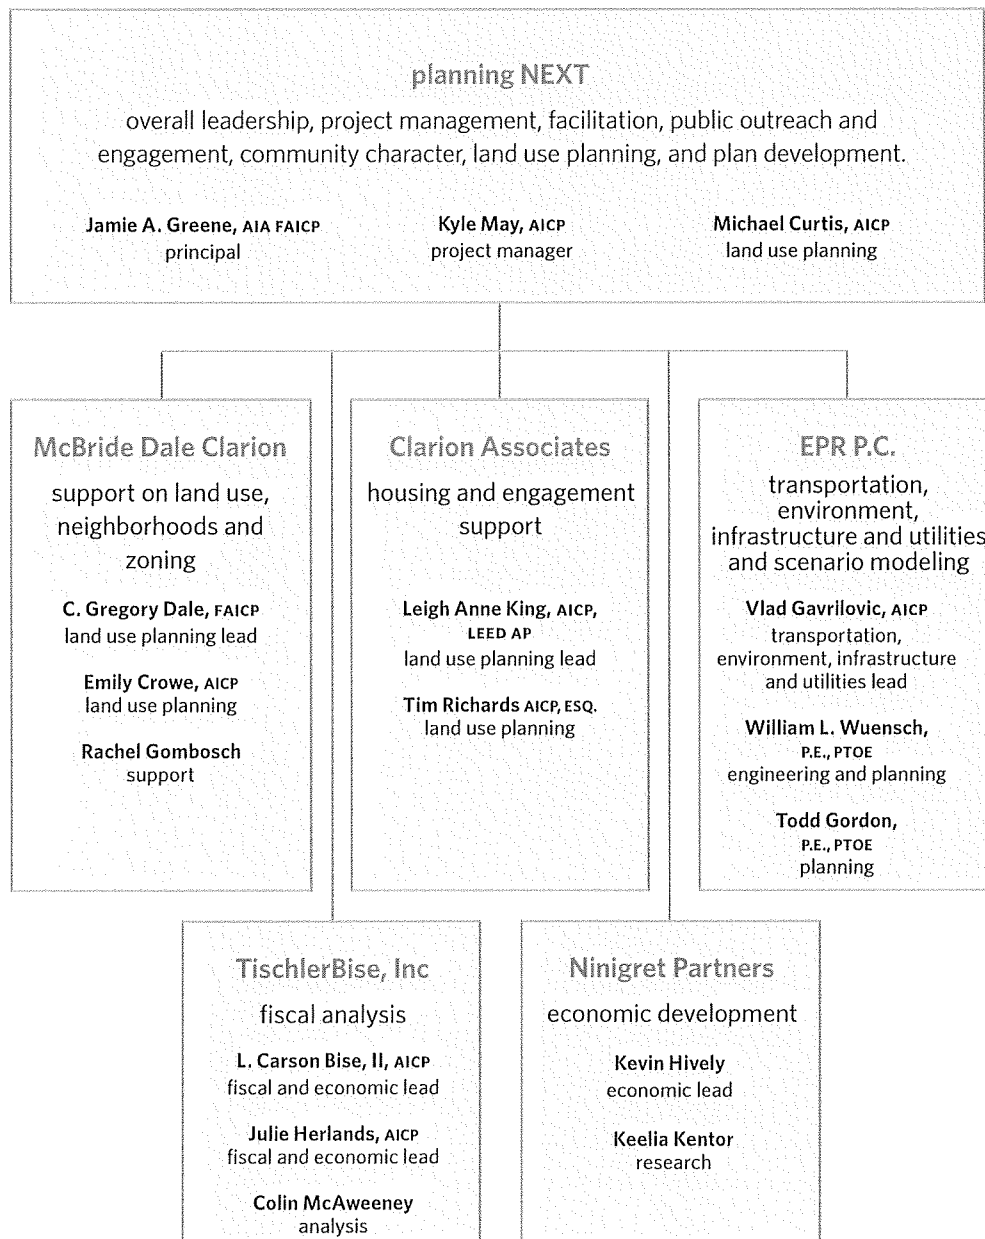 planning NEXT
overall leadership, project management, facilitation, public outreach and
engagement, community character, land use planning, and plan development.
Jamie A. Greene, AIA FAICP
principal
Kyle May, AICP
project manager
Michael Curtis, AICP
land use planning
McBride Dale Clarion
support on land use,
neighborhoods and
zoning
C. Gregory Dale, FAICP
land use planning lead
Emily Crowe, AICP
land use planning
Rachel Gombosch
support
Clarion Associates
housing and engagement
support
Leigh Anne King, AICP,
LEED AP
land use planning lead
Tim Richards AICP, ESQ.
land use planning
EPR P.C.
transportation,
environment,
infrastructure and utilities
and scenario modeling
Vlad Gavrilovic, AICP
transportation,
environment, infrastructure
and utilities lead
William L. Wuensch,
P.E., PTOE
engineering and planning
Todd Gordon,
P.E., PTOE
planning
TischlerBise, Inc
fiscal analysis
L. Carson Bise, II, AICP
fiscal and economic lead
Julie Herlands, AICP
fiscal and economic lead
Colin McAweeney
analysis
Ninigret Partners
economic development
Kevin Hively
economic lead
Keelia Kentor
research